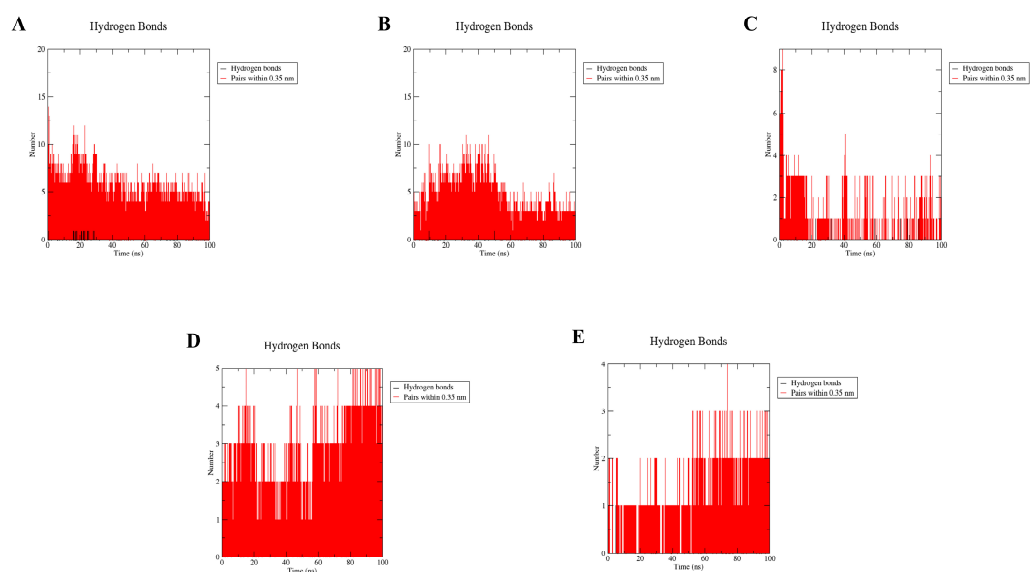 A
Hydrogen Bonds
20
15
10
5
0
Number
0 20 40 60 80 100
Time (ns)
Hydrogen bonds
Pairs within 0.35 nm
B
Hydrogen Bonds
20
15
10
5
0
Number
0 20 40 60 80 100
Time (ns)
Hydrogen bonds
Pairs within 0.35 nm
C
Hydrogen Bonds
8
6
4
2
0
Number
0 20 40 60 80 100
Time (ns)
Hydrogen bonds
Pairs within 0.35 nm
D
Hydrogen Bonds
5
4
3
2
1
0
Number
0 20 40 60 80 100
Time (ns)
Hydrogen bonds
Pairs within 0.35 nm
E
Hydrogen Bonds
4
3
2
1
0
Number
0 20 40 60 80 100
Time (ns)
Hydrogen bonds
Pairs within 0.35 nm